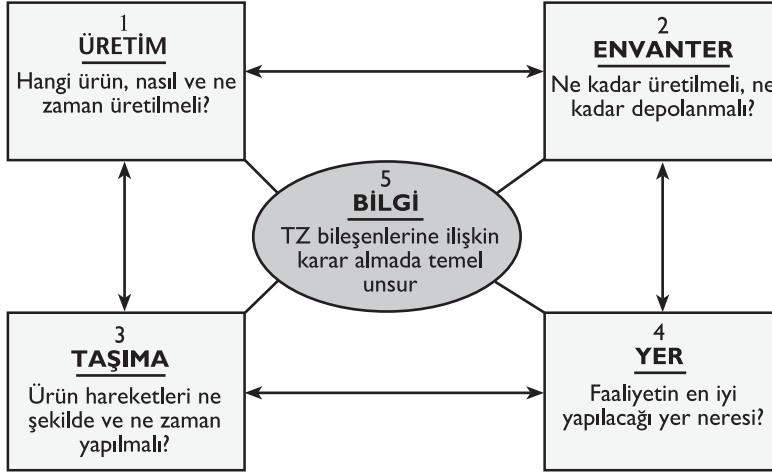 1
ÜRETİM
Hangi ürün, nasıl ve ne
zaman üretilmeli?
2
ENVANTER
Ne kadar üretilmeli, ne
kadar depolanmalı?
5
BİLGİ
TZ bileşenlerine ilişkin
karar almada temel
unsur
3
TAŞIMA
Ürün hareketleri ne
şekilde ve ne zaman
yapılmalı?
4
YER
Faaliyetin en iyi
yapılacağı yer neresi?